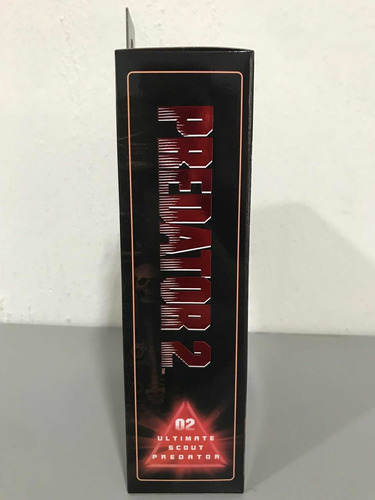 PREDATOR 2
02
ULTIMATE
SCOUT
PREDATOR